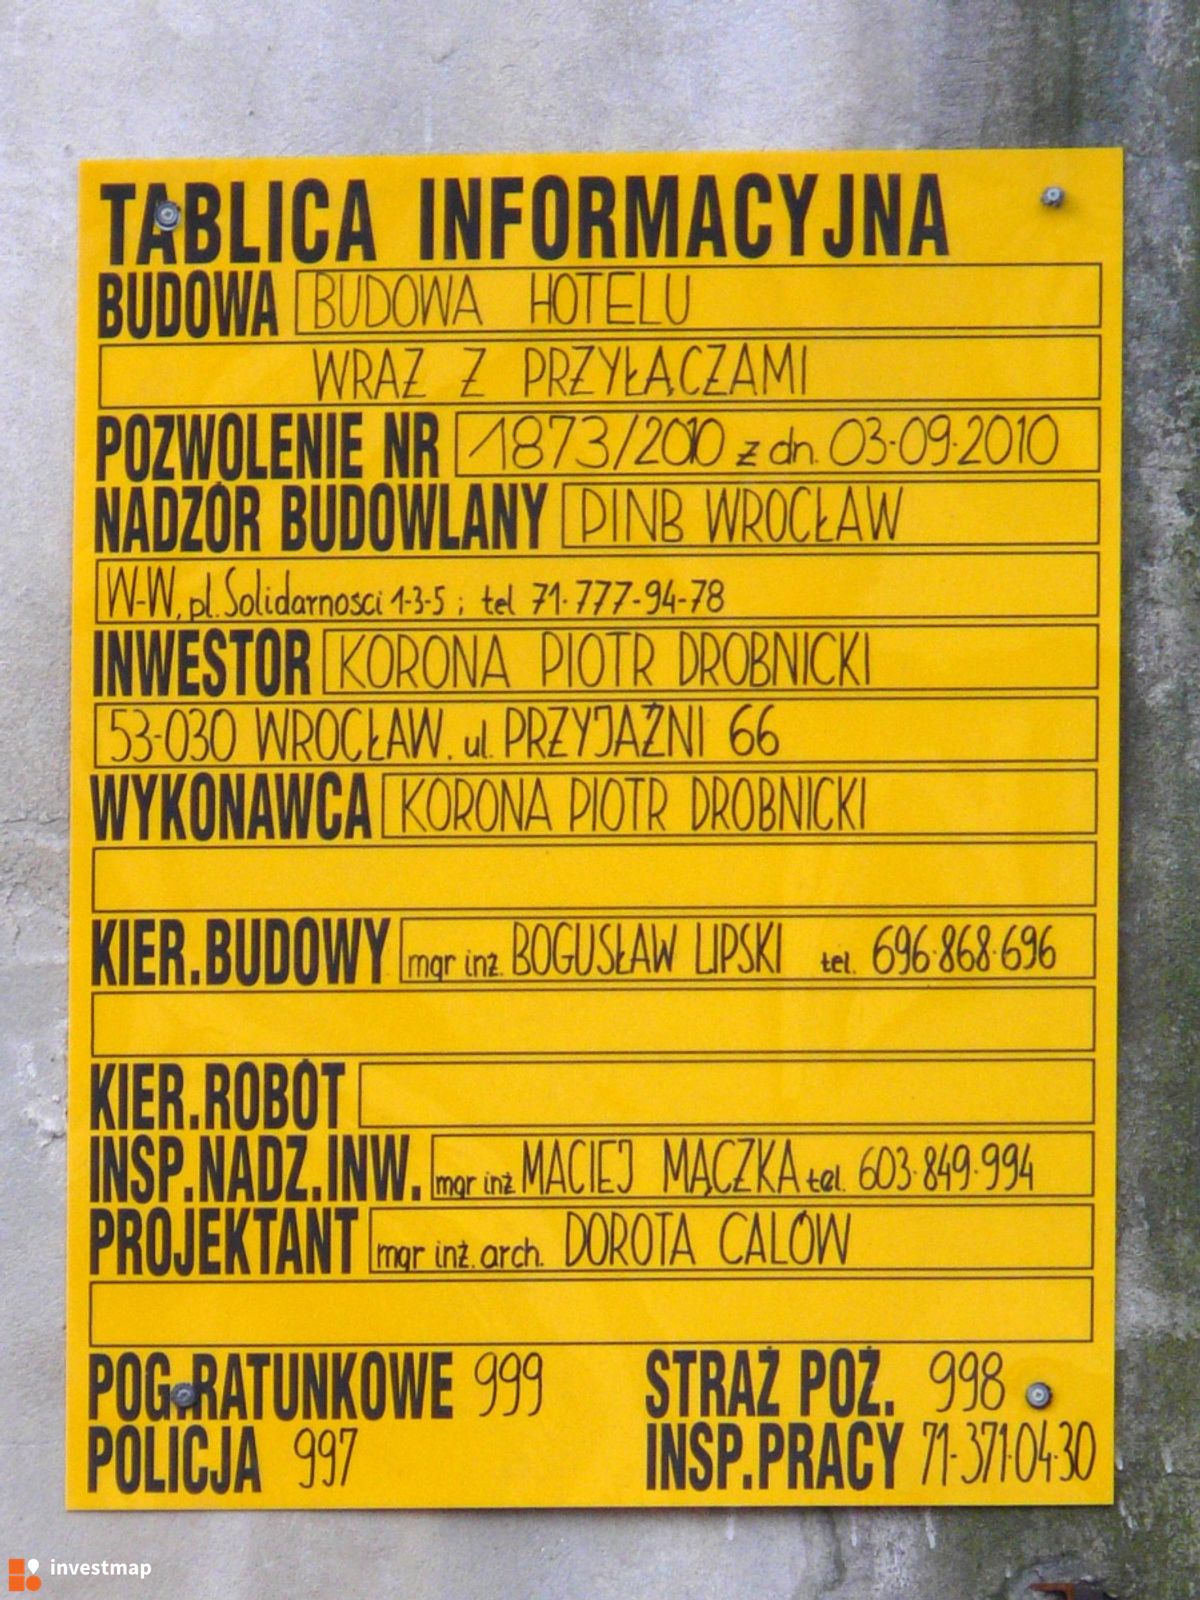 TABLICA INFORMACYJNA
BUDOWA BUDOWA HOTELU
WRAZ Z PRZYŁĄCZAMI
POZWOLENIE NR 1873/2010 z dn. 03-09-2010
NADZÓR BUDOWLANY PINB WROCŁAW
W-W, pl. Solidarnosci 1-3-5 ; tel 71-777-94-78
INWESTOR KORONA PIOTR DROBNICKI
53-030 WROCŁAW, ul. PRZYJAŹNI 66
WYKONAWCA KORONA PIOTR DROBNICKI
KIER.BUDOWY mgr inż. BOGUSŁAW LIPSKI tel. 696-868-696
KIER.ROBÓT
INSP.NADZ.INW. mgr inż MACIEJ MĄCZKA tel. 603-849-994
PROJEKTANT mgr inż. arch. DOROTA CALÓW
POG.RATUNKOWE 999 STRAŻ POŻ. 998
POLICJA 997 INSP.PRACY 71-371-04-30
investmap